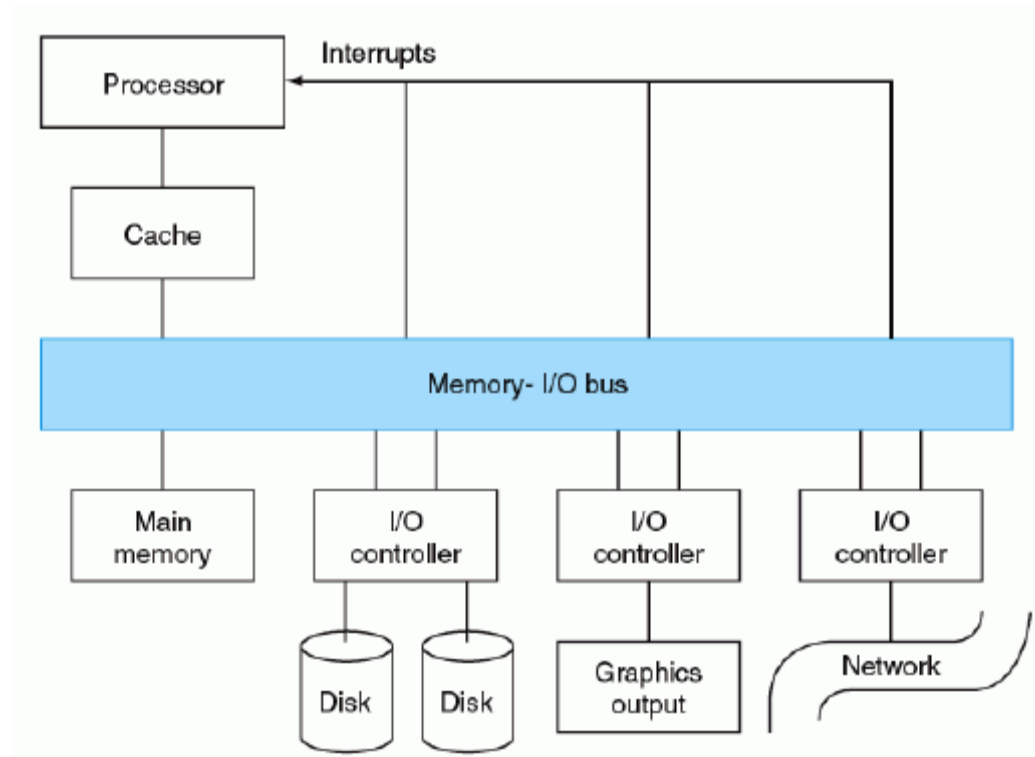 Interrupts
Processor
Cache
Memory- I/O bus
Main
memory
I/O
controller
I/O
controller
I/O
controller
Disk
Disk
Graphics
output
Network